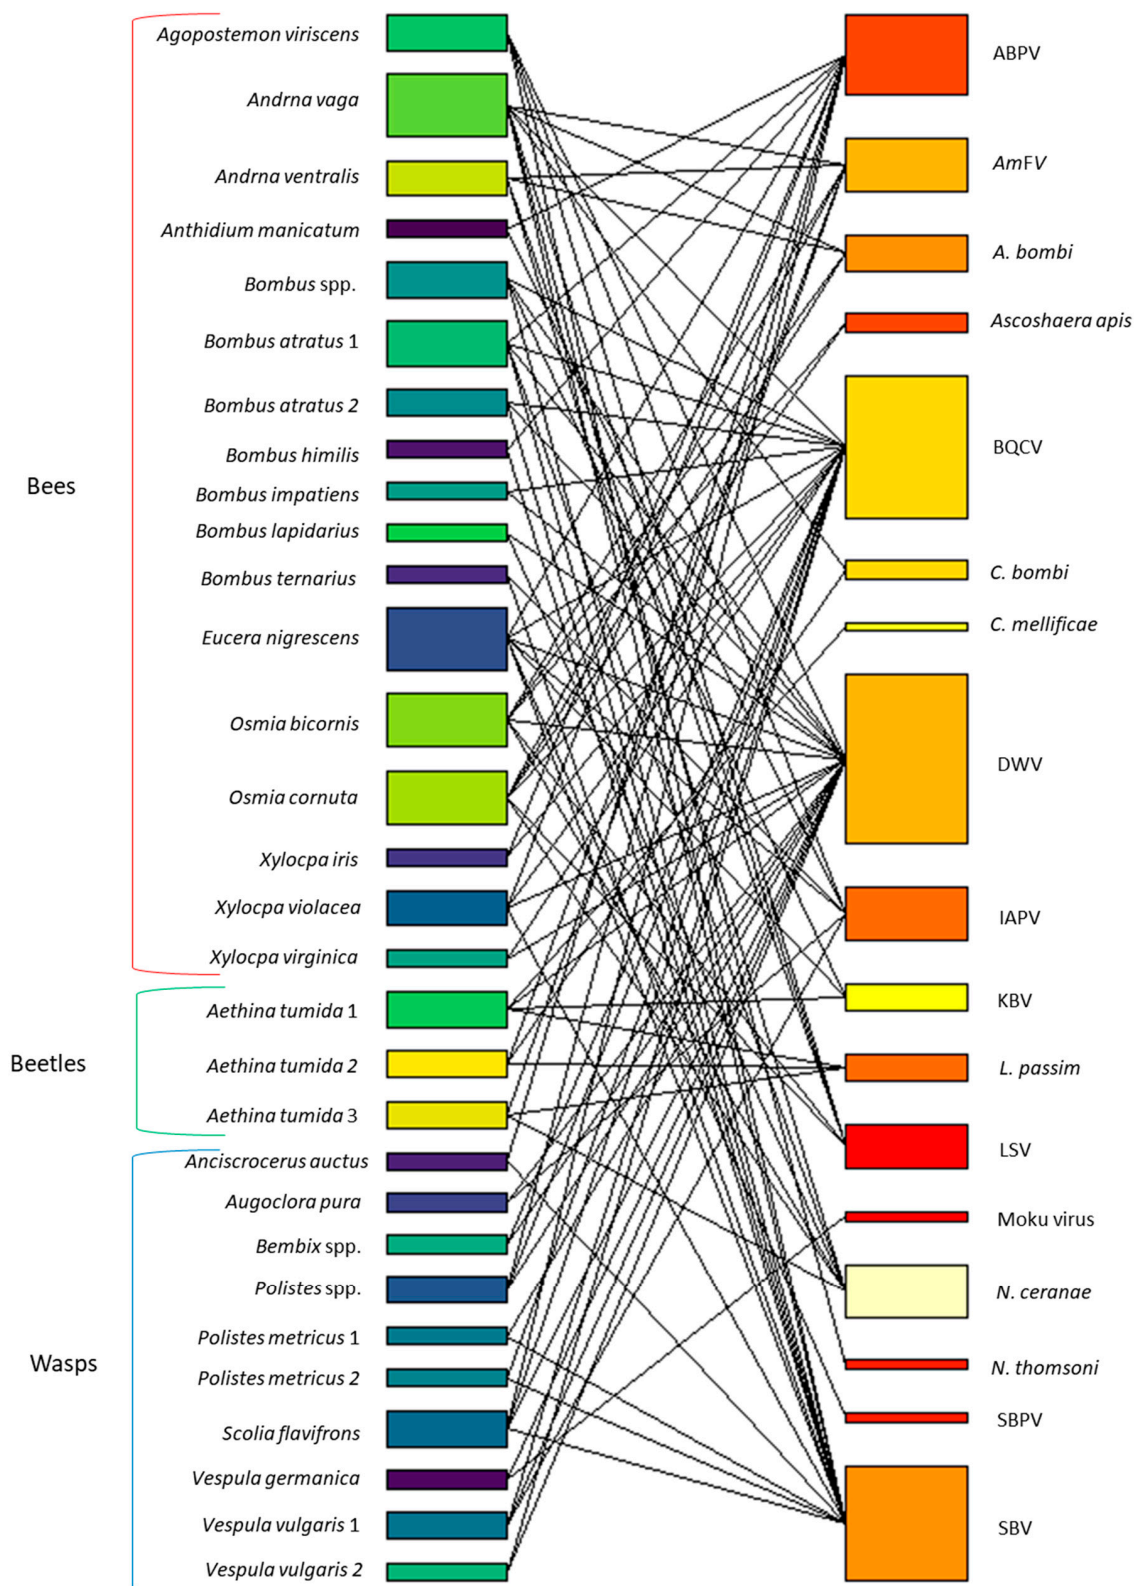 Bees
Agopostemon viriscens
Andrna vaga
Andrna ventralis
Anthidium manicatum
Bombus spp.
Bombus atratus 1
Bombus atratus 2
Bombus himilis
Bombus impatiens
Bombus lapidarius
Bombus ternarius
Eucera nigrescens
Osmia bicornis
Osmia cornuta
Xylocpa iris
Xylocpa violacea
Xylocpa virginica
Beetles
Aethina tumida 1
Aethina tumida 2
Aethina tumida 3
Wasps
Anciscrocerus auctus
Augoclora pura
Bembix spp.
Polistes spp.
Polistes metricus 1
Polistes metricus 2
Scolia flavifrons
Vespula germanica
Vespula vulgaris 1
Vespula vulgaris 2
ABPV
AmFV
A. bombi
Ascoshaera apis
BQCV
C. bombi
C. mellificae
DWV
IAPV
KBV
L. passim
LSV
Moku virus
N. ceranae
N. thomsoni
SBPV
SBV